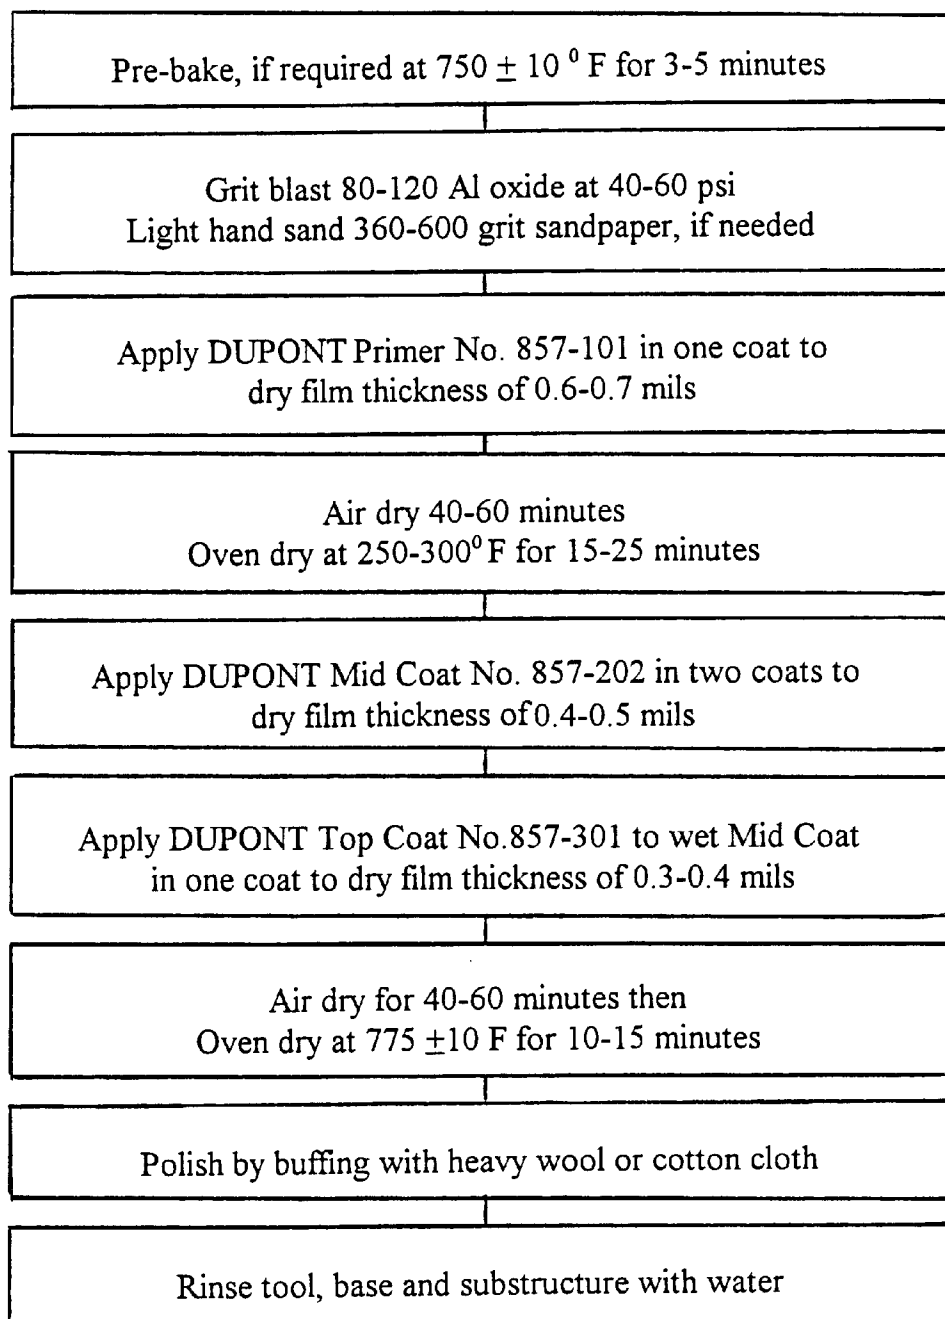 Pre-bake, if required at 750 ± 10 ⁰ F for 3-5 minutes
Grit blast 80-120 Al oxide at 40-60 psi
Light hand sand 360-600 grit sandpaper, if needed
Apply DUPONT Primer No. 857-101 in one coat to
dry film thickness of 0.6-0.7 mils
Air dry 40-60 minutes
Oven dry at 250-300⁰ F for 15-25 minutes
Apply DUPONT Mid Coat No. 857-202 in two coats to
dry film thickness of 0.4-0.5 mils
Apply DUPONT Top Coat No.857-301 to wet Mid Coat
in one coat to dry film thickness of 0.3-0.4 mils
Air dry for 40-60 minutes then
Oven dry at 775 ±10 F for 10-15 minutes
Polish by buffing with heavy wool or cotton cloth
Rinse tool, base and substructure with water